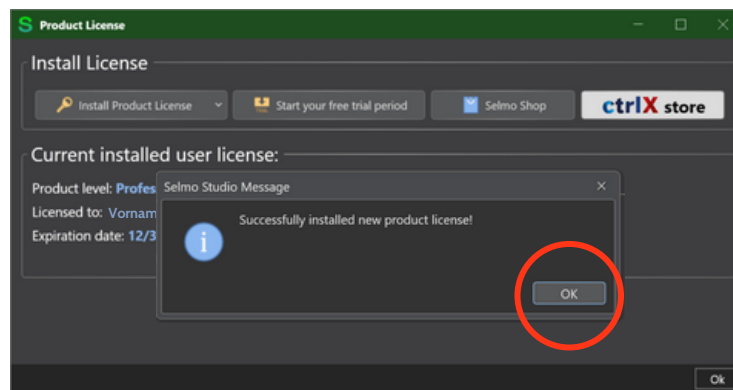 Product License
Install License
Install Product License
Start your free trial period
Selmo Shop
ctrlX store
Current installed user license:
Product level: Profes
Licensed to: Vornam
Expiration date: 12/3
Selmo Studio Message
Successfully installed new product license!
OK
Ok